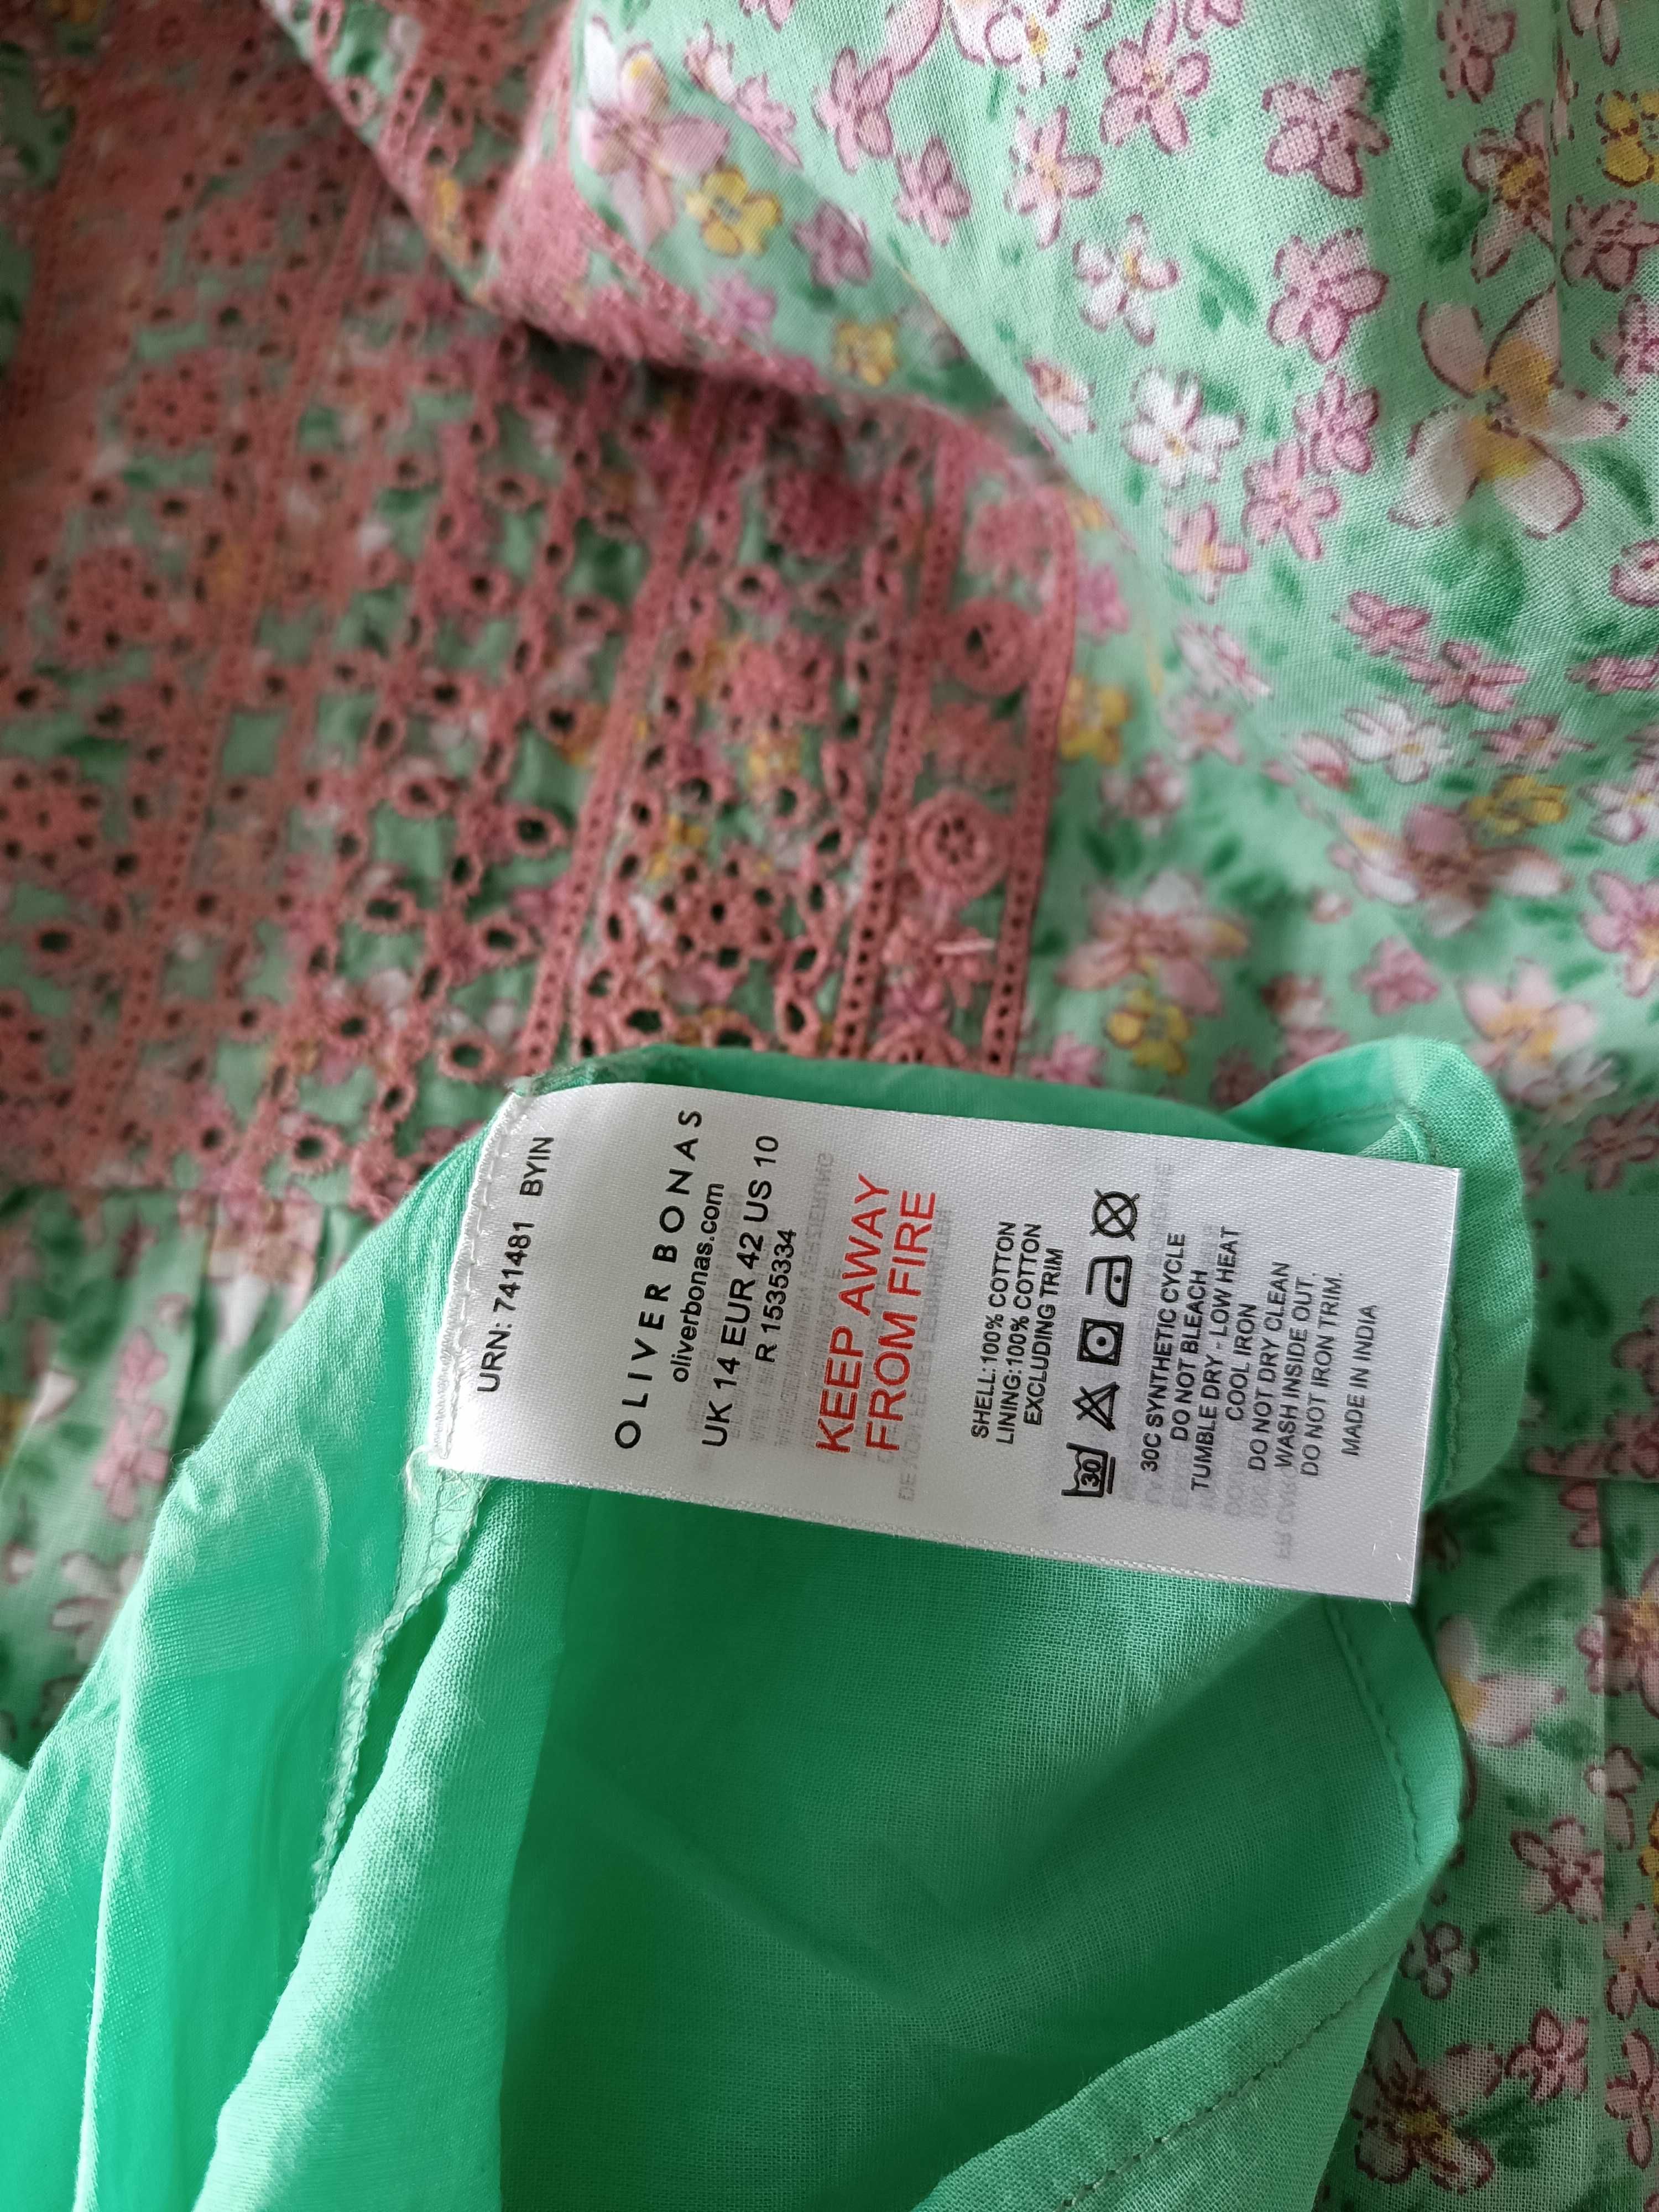 URN: 741481 BYIN
OLIVER BONAS
oliverbonas.com
UK 14 EUR 42 US 10
R 1535334
KEEP AWAY
FROM FIRE
SHELL:100% COTTON
LINING:100% COTTON
EXCLUDING TRIM
30
30C SYNTHETIC CYCLE
DO NOT BLEACH
TUMBLE DRY - LOW HEAT
COOL IRON
DO NOT DRY CLEAN
WASH INSIDE OUT.
DO NOT IRON TRIM.
MADE IN INDIA